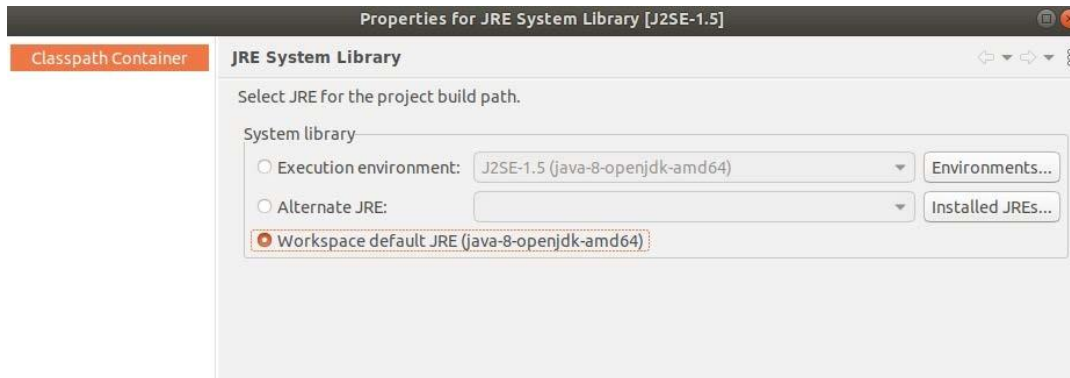 Properties for JRE System Library [J2SE-1.5]
Classpath Container
JRE System Library
Select JRE for the project build path.
System library
Execution environment: J2SE-1.5 (java-8-openjdk-amd64) Environments...
Alternate JRE: Installed JREs...
Workspace default JRE (java-8-openjdk-amd64)